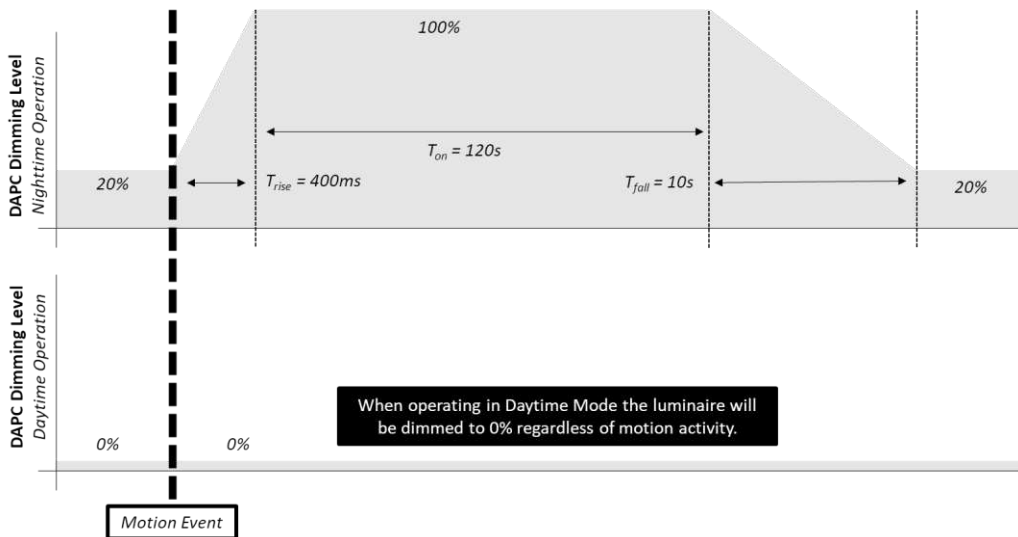 DAPC Dimming Level
Nighttime Operation
100%
T_on = 120s
20%
T_rise = 400ms
T_fall = 10s
20%
DAPC Dimming Level
Daytime Operation
When operating in Daytime Mode the luminaire will
be dimmed to 0% regardless of motion activity.
0%
0%
Motion Event